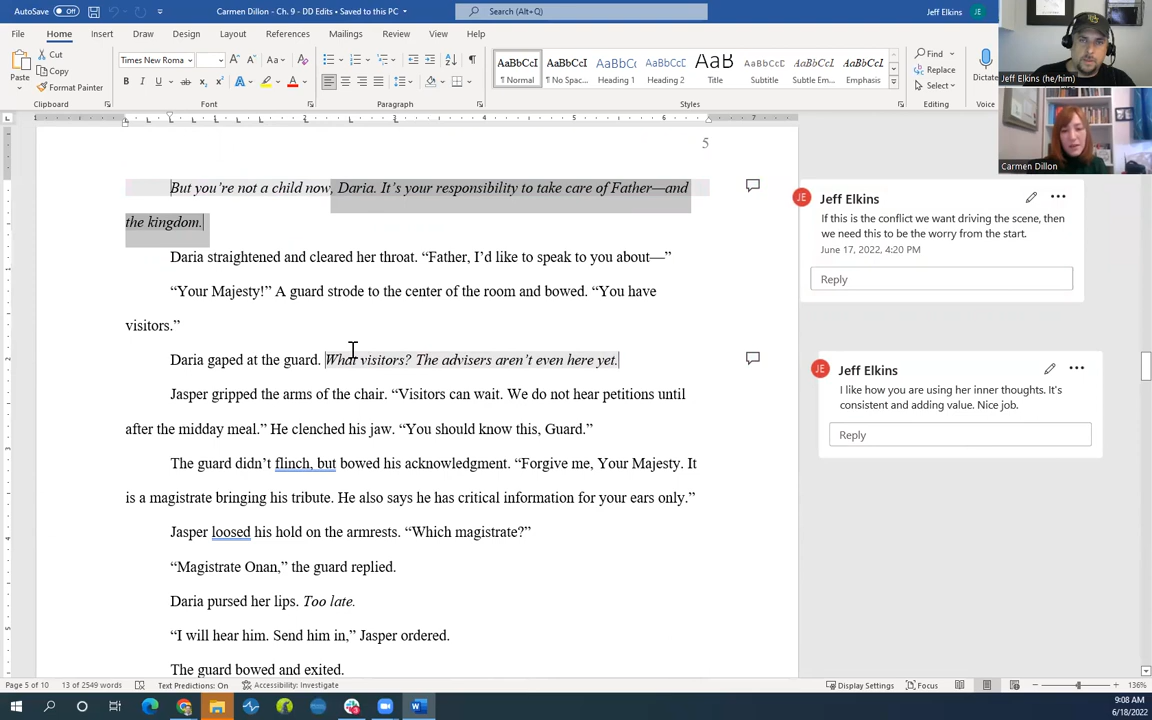 AutoSave Off
Carmen Dillon - Ch. 9 - DD Edits • Saved to this PC
Search (Alt+Q)
Jeff Elkins JE
File Home Insert Draw Design Layout References Mailings Review View Help
Paste
Cut
Copy
Format Painter
Clipboard
Times New Roma
Font
Paragraph
AaBbCcI AaBbCcI AaBbCc AaBbCcI AaB AaBbCcI AaBbCcI AaBbCcI
¶ Normal ¶ No Spac... Heading 1 Heading 2 Title Subtitle Subtle Em... Emphasis
Styles
Find
Replace
Select
Editing
Dictate
Voice
Jeff Elkins (he/him)
Carmen Dillon
5
But you’re not a child now, Daria. It’s your responsibility to take care of Father—and
the kingdom.
Daria straightened and cleared her throat. “Father, I’d like to speak to you about—”
“Your Majesty!” A guard strode to the center of the room and bowed. “You have
visitors.”
Daria gaped at the guard. What visitors? The advisers aren’t even here yet.
Jasper gripped the arms of the chair. “Visitors can wait. We do not hear petitions until
after the midday meal.” He clenched his jaw. “You should know this, Guard.”
The guard didn’t flinch, but bowed his acknowledgment. “Forgive me, Your Majesty. It
is a magistrate bringing his tribute. He also says he has critical information for your ears only.”
Jasper loosed his hold on the armrests. “Which magistrate?”
“Magistrate Onan,” the guard replied.
Daria pursed her lips. Too late.
“I will hear him. Send him in,” Jasper ordered.
The guard bowed and exited.
JE Jeff Elkins
If this is the conflict we want driving the scene, then
we need this to be the worry from the start.
June 17, 2022, 4:20 PM
Reply
JE Jeff Elkins
I like how you are using her inner thoughts. It's
consistent and adding value. Nice job.
Reply
Page 5 of 10 13 of 2549 words Text Predictions: On Accessibility: Investigate
Display Settings Focus 136%
9:08 AM
6/18/2022